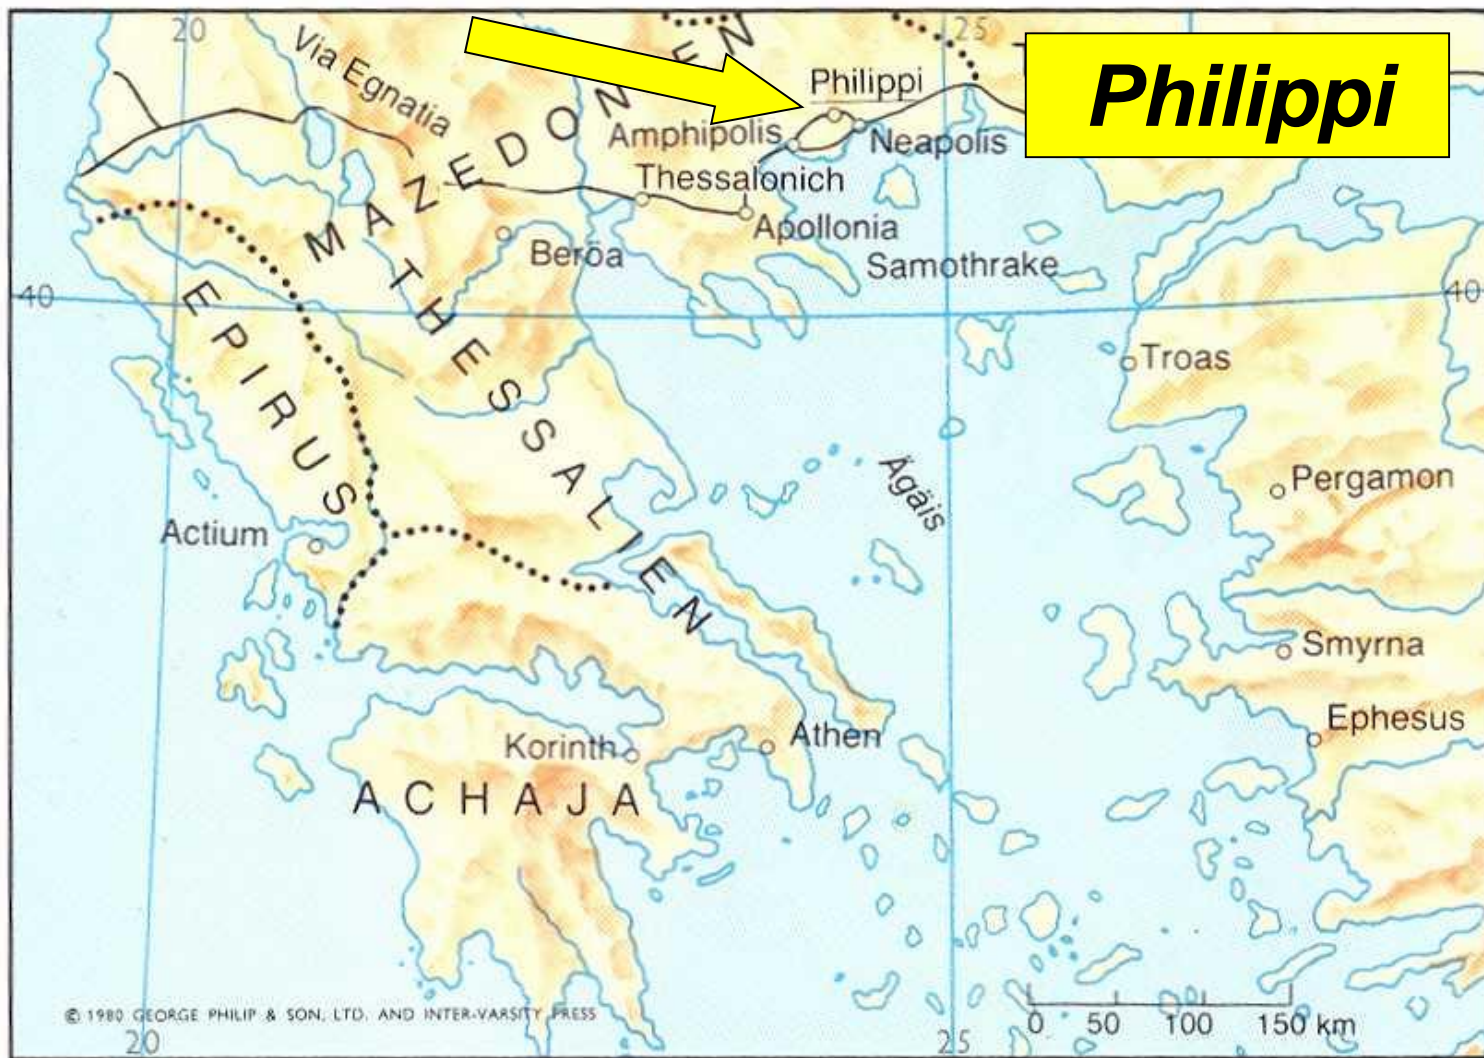 20
25
Philippi
Via Egnatia
MAZEDONIEN
Philippi
Amphipolis
Neapolis
Thessalonich
Apollonia
Beröa
Samothrake
40
40
THESSALIEN
EPIRUS
Troas
Ägäis
Pergamon
Actium
Smyrna
Ephesus
Athen
Korinth
ACHAJA
© 1980 GEORGE PHILIP & SON, LTD. AND INTER-VARSITY PRESS
0 50 100 150 km
20
25